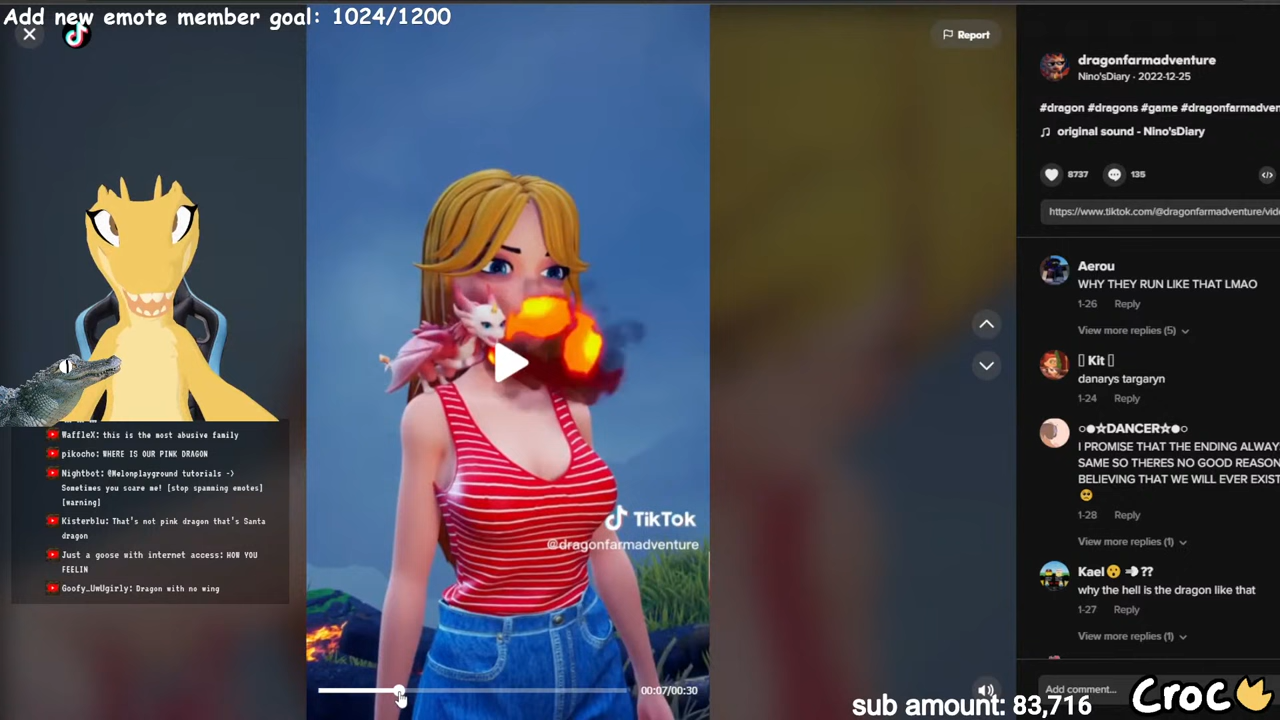 Add new emote member goal: 1024/1200
Report
WaffleX: this is the most abusive family
pikocho: WHERE IS OUR PINK DRAGON
Nightbot: @Melonplayground tutorials ->
Sometimes you scare me! [stop spamming emotes]
[warning]
Kisterblu: That's not pink dragon that's Santa
dragon
Just a goose with internet access: HOW YOU
FEELIN
Goofy_UwUgirly: Dragon with no wing
TikTok
@dragonfarmadventure
00:07/00:30
dragonfarmadventure
Nino'sDiary · 2022-12-25
#dragon #dragons #game #dragonfarmadven
original sound - Nino'sDiary
8737
135
https://www.tiktok.com/@dragonfarmadventure/vid
Aerou
WHY THEY RUN LIKE THAT LMAO
1-26 Reply
View more replies (5)
▯ Kit ▯
danarys targaryn
1-24 Reply
○●☆DANCER☆●○
I PROMISE THAT THE ENDING ALWAY
SAME SO THERES NO GOOD REASON
BELIEVING THAT WE WILL EVER EXIST
🥺
1-28 Reply
View more replies (1)
Kael😮💨??
why the hell is the dragon like that
1-27 Reply
View more replies (1)
Add comment...
Croc
sub amount: 83,716